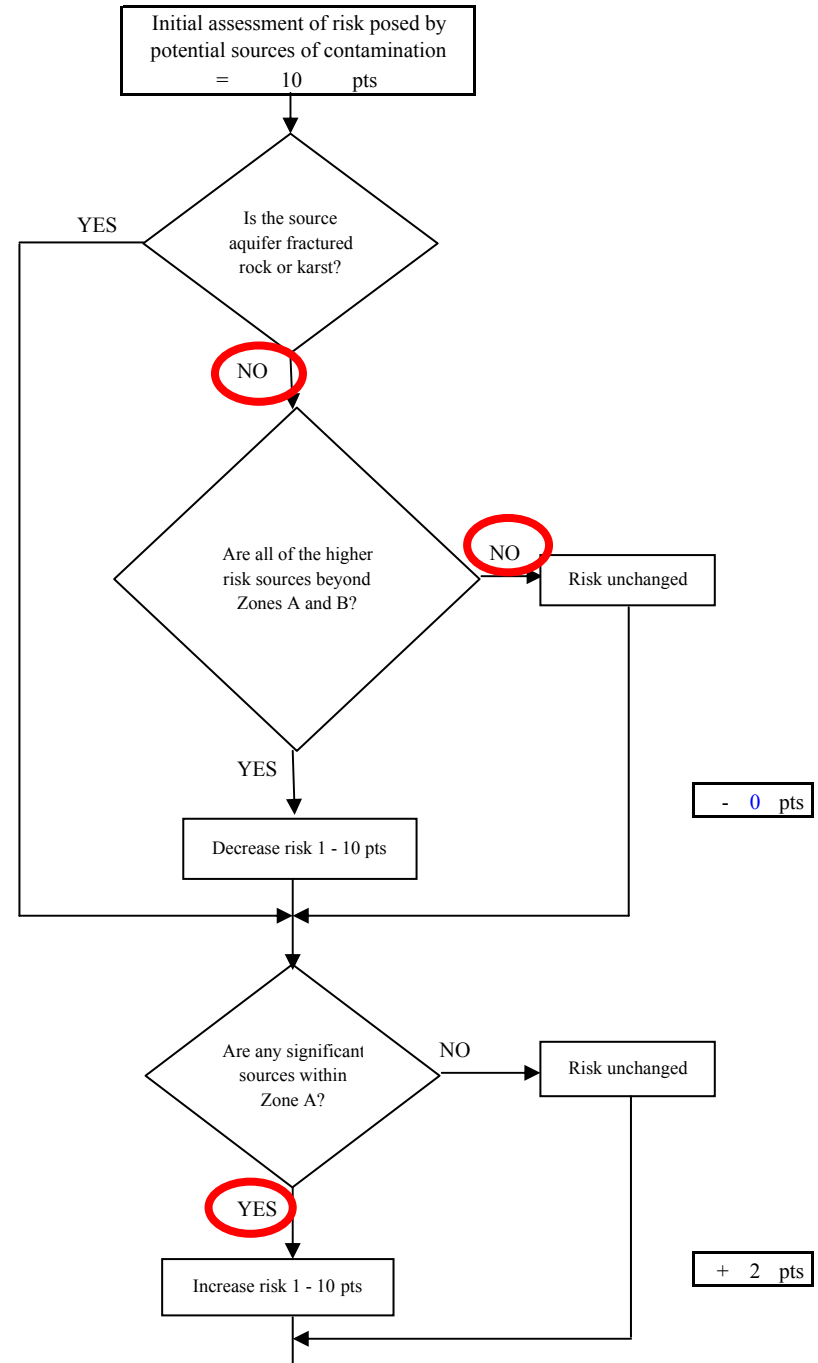 Initial assessment of risk posed by
potential sources of contamination
= 10 pts
YES
Is the source
aquifer fractured
rock or karst?
NO
Are all of the higher
risk sources beyond
Zones A and B?
NO
Risk unchanged
YES
- 0 pts
Decrease risk 1 - 10 pts
Are any significant
sources within
Zone A?
NO
Risk unchanged
YES
+ 2 pts
Increase risk 1 - 10 pts